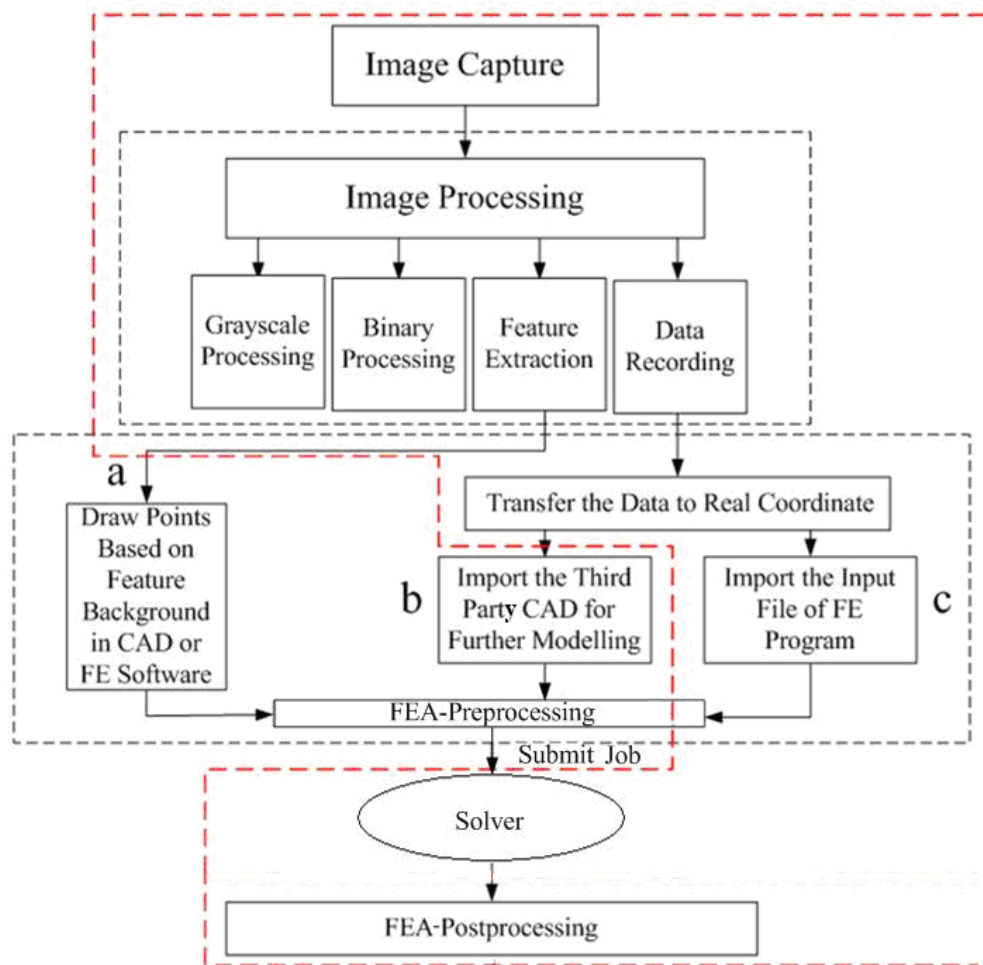 Image Capture
Image Processing
Grayscale
Processing
Binary
Processing
Feature
Extraction
Data
Recording
a
Draw Points
Based on
Feature
Background
in CAD or
FE Software
Transfer the Data to Real Coordinate
b
Import the Third
Party CAD for
Further Modelling
Import the Input
File of FE
Program
c
FEA-Preprocessing
Submit Job
Solver
FEA-Postprocessing